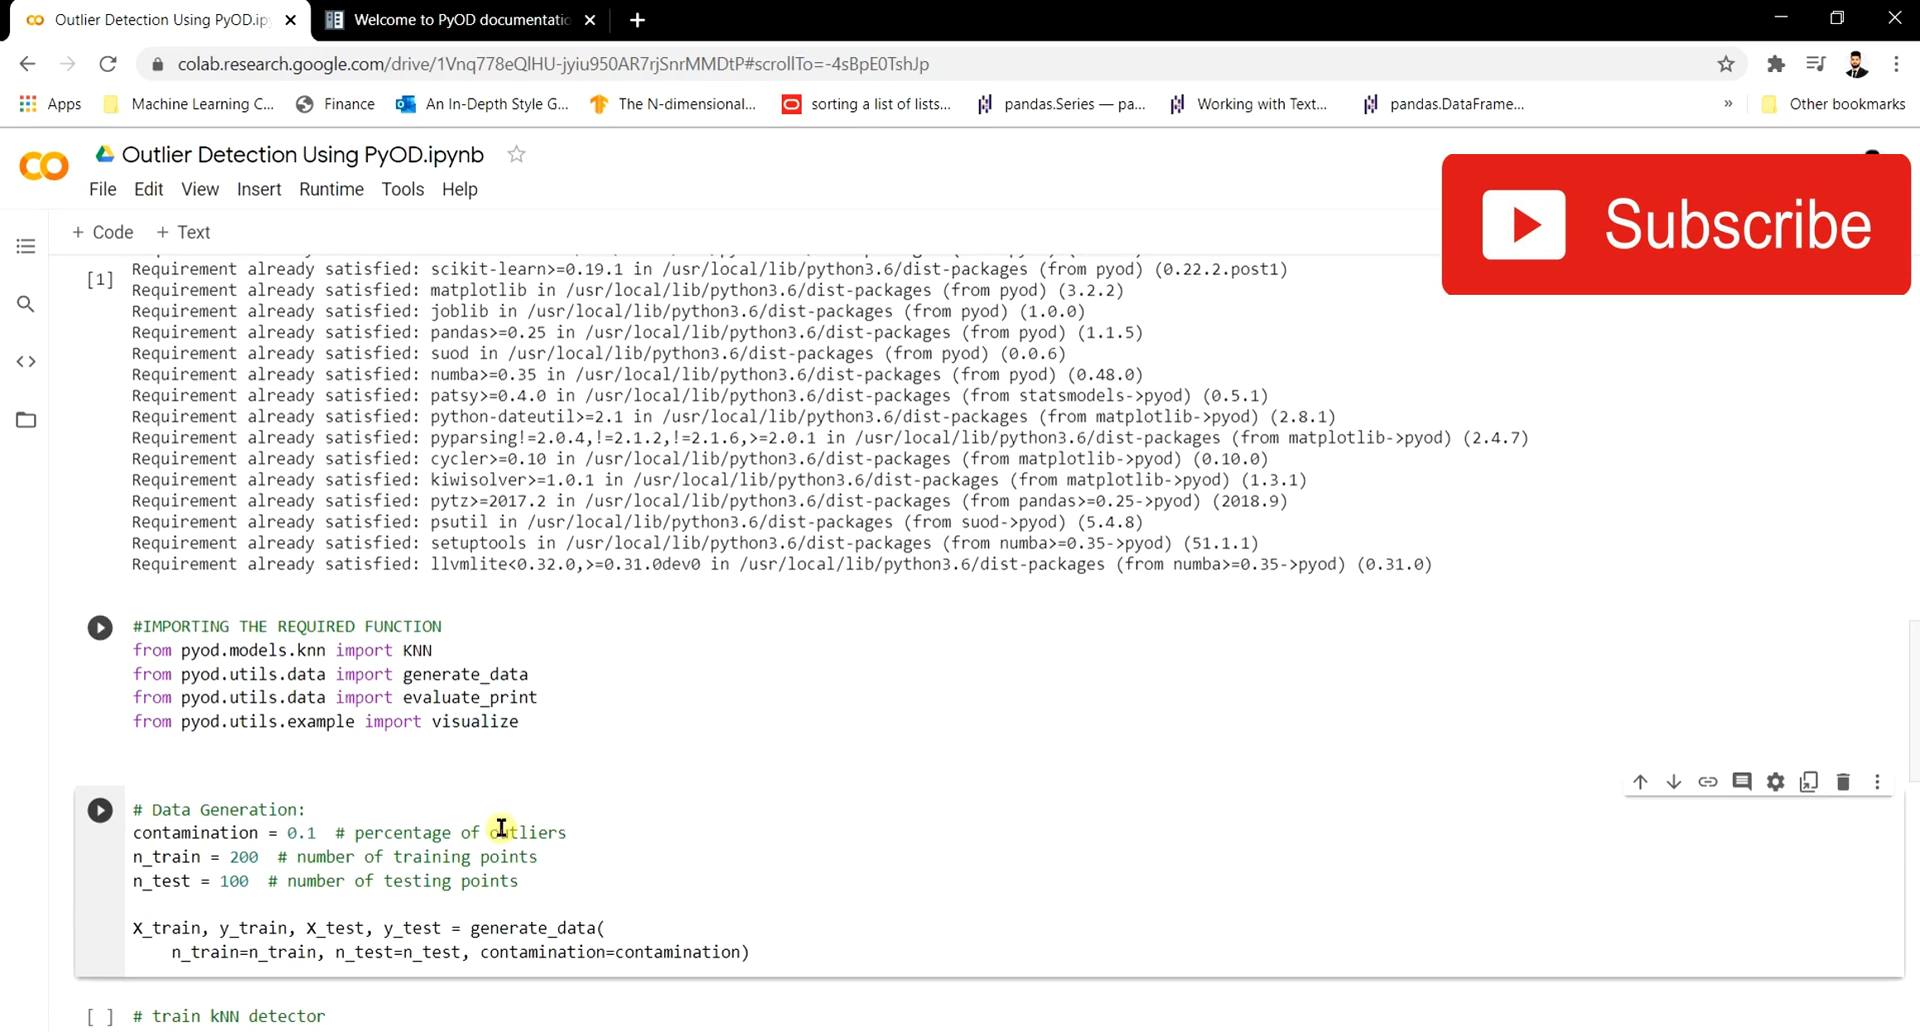 Outlier Detection Using PyOD.ip
Welcome to PyOD documentatio
colab.research.google.com/drive/1Vnq778eQlHU-jyiu950AR7rjSnrMMDtP#scrollTo=-4sBpE0TshJp
Apps Machine Learning C... Finance An In-Depth Style G... The N-dimensional... sorting a list of lists... pandas.Series — pa... Working with Text... pandas.DataFrame... » Other bookmarks
Outlier Detection Using PyOD.ipynb
File Edit View Insert Runtime Tools Help
Subscribe
+ Code + Text
[1] Requirement already satisfied: scikit-learn>=0.19.1 in /usr/local/lib/python3.6/dist-packages (from pyod) (0.22.2.post1)
Requirement already satisfied: matplotlib in /usr/local/lib/python3.6/dist-packages (from pyod) (3.2.2)
Requirement already satisfied: joblib in /usr/local/lib/python3.6/dist-packages (from pyod) (1.0.0)
Requirement already satisfied: pandas>=0.25 in /usr/local/lib/python3.6/dist-packages (from pyod) (1.1.5)
Requirement already satisfied: suod in /usr/local/lib/python3.6/dist-packages (from pyod) (0.0.6)
Requirement already satisfied: numba>=0.35 in /usr/local/lib/python3.6/dist-packages (from pyod) (0.48.0)
Requirement already satisfied: patsy>=0.4.0 in /usr/local/lib/python3.6/dist-packages (from statsmodels->pyod) (0.5.1)
Requirement already satisfied: python-dateutil>=2.1 in /usr/local/lib/python3.6/dist-packages (from matplotlib->pyod) (2.8.1)
Requirement already satisfied: pyparsing!=2.0.4,!=2.1.2,!=2.1.6,>=2.0.1 in /usr/local/lib/python3.6/dist-packages (from matplotlib->pyod) (2.4.7)
Requirement already satisfied: cycler>=0.10 in /usr/local/lib/python3.6/dist-packages (from matplotlib->pyod) (0.10.0)
Requirement already satisfied: kiwisolver>=1.0.1 in /usr/local/lib/python3.6/dist-packages (from matplotlib->pyod) (1.3.1)
Requirement already satisfied: pytz>=2017.2 in /usr/local/lib/python3.6/dist-packages (from pandas>=0.25->pyod) (2018.9)
Requirement already satisfied: psutil in /usr/local/lib/python3.6/dist-packages (from suod->pyod) (5.4.8)
Requirement already satisfied: setuptools in /usr/local/lib/python3.6/dist-packages (from numba>=0.35->pyod) (51.1.1)
Requirement already satisfied: llvmlite<0.32.0,>=0.31.0dev0 in /usr/local/lib/python3.6/dist-packages (from numba>=0.35->pyod) (0.31.0)
#IMPORTING THE REQUIRED FUNCTION
from pyod.models.knn import KNN
from pyod.utils.data import generate_data
from pyod.utils.data import evaluate_print
from pyod.utils.example import visualize
# Data Generation:
contamination = 0.1 # percentage of outliers
n_train = 200 # number of training points
n_test = 100 # number of testing points
X_train, y_train, X_test, y_test = generate_data(
n_train=n_train, n_test=n_test, contamination=contamination)
[ ] # train kNN detector